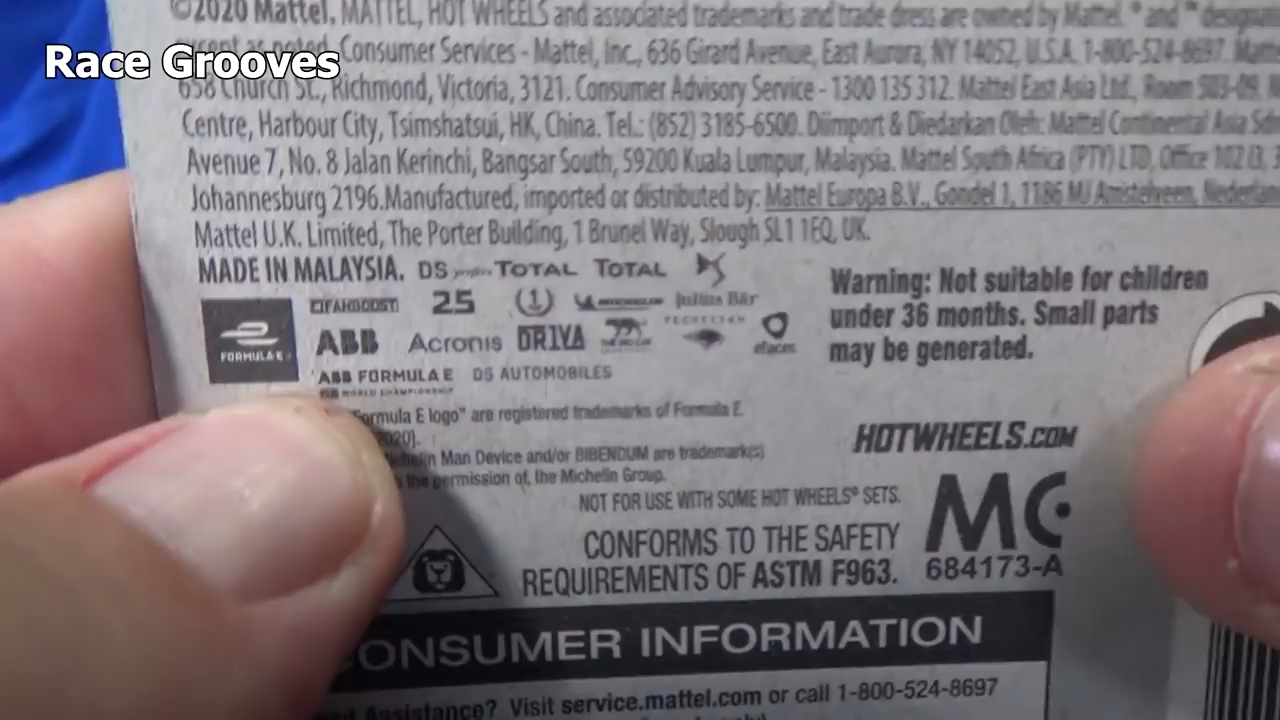 ©2020 Mattel. MATTEL, HOT WHEELS and associated trademarks and trade dress are owned by Mattel. ® and ™
Race Grooves
except as noted. Consumer Services - Mattel, Inc., 636 Girard Avenue, East Aurora, NY 14052, U.S.A. 1-800-524-8697.
658 Church St., Richmond, Victoria, 3121. Consumer Advisory Service - 1300 135 312. Mattel East Asia Ltd., Room 503-09,
Centre, Harbour City, Tsimshatsui, HK, China. Tel.: (852) 3185-6500. Diimport & Diedarkan Oleh: Mattel Continental Asia
Avenue 7, No. 8 Jalan Kerinchi, Bangsar South, 59200 Kuala Lumpur, Malaysia. Mattel South Africa (PTY) LTD, Office 102
Johannesburg 2196.Manufactured, imported or distributed by: Mattel Europa B.V., Gondel 1, 1186 MJ Amstelveen,
Mattel U.K. Limited, The Porter Building, 1 Brunel Way, Slough SL1 1EQ, UK.
MADE IN MALAYSIA. DS TOTAL TOTAL
FORMULA E
FANBOOST 25 1 MICHELIN Julius Bär
ABB Acronis DRIVA TECHEETAH efaces
ABB FORMULA E DS AUTOMOBILES
WORLD CHAMPIONSHIP
Warning: Not suitable for children
under 36 months. Small parts
may be generated.
Formula E logo" are registered trademarks of Formula E.
2020].
Man Device and/or BIBENDUM are trademark(s)
the permission of, the Michelin Group.
HOTWHEELS.COM
NOT FOR USE WITH SOME HOT WHEELS® SETS.
CONFORMS TO THE SAFETY
REQUIREMENTS OF ASTM F963.
MC
684173-A
CONSUMER INFORMATION
Assistance? Visit service.mattel.com or call 1-800-524-8697